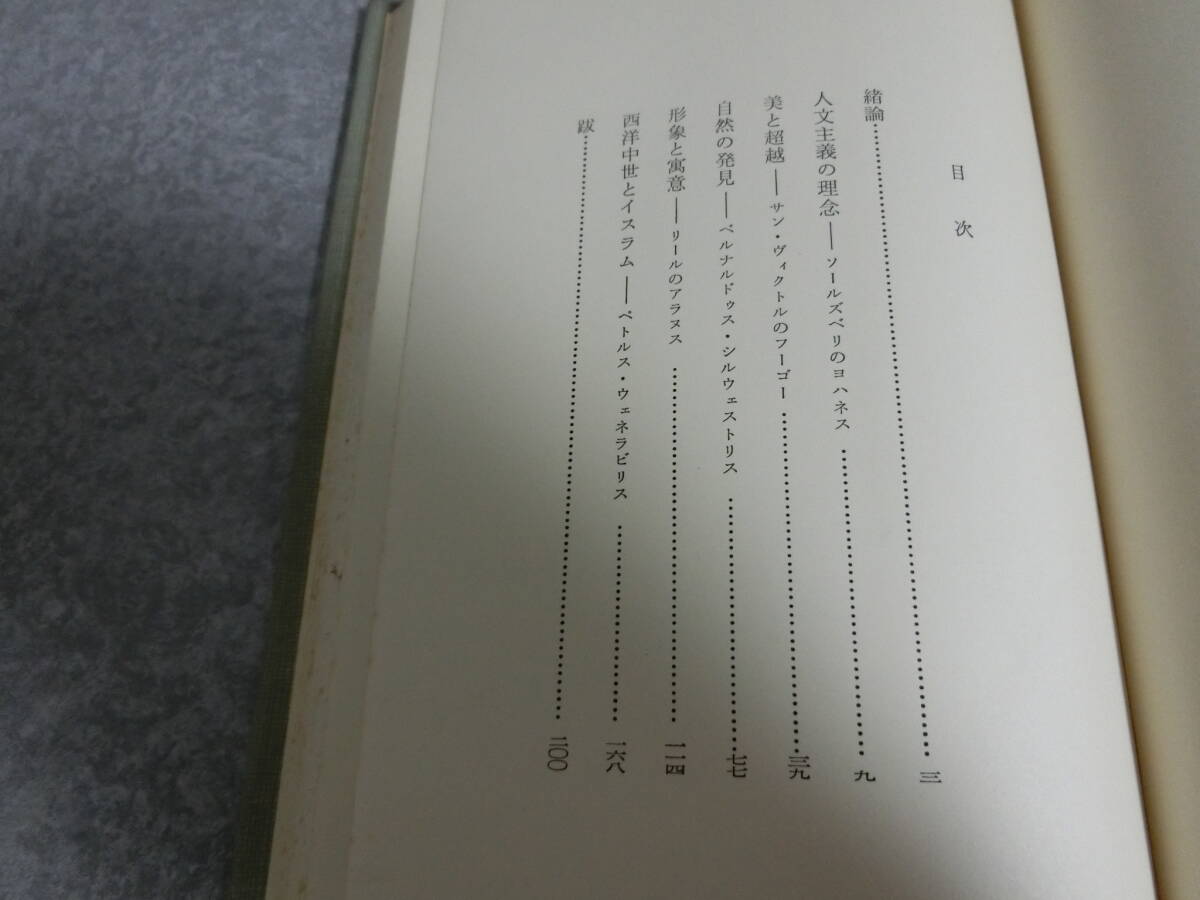 目次
緒論……………三
人文主義の理念――ソールズベリのヨハネス……………九
美と超越――サン・ヴィクトルのフーゴー……………三九
自然の発見――ベルナルドゥス・シルウェストリス……………七七
形象と寓意――リールのアラヌス……………一一四
西洋中世とイスラム――ペトルス・ウェネラビリス……………一六八
跋……………二〇〇